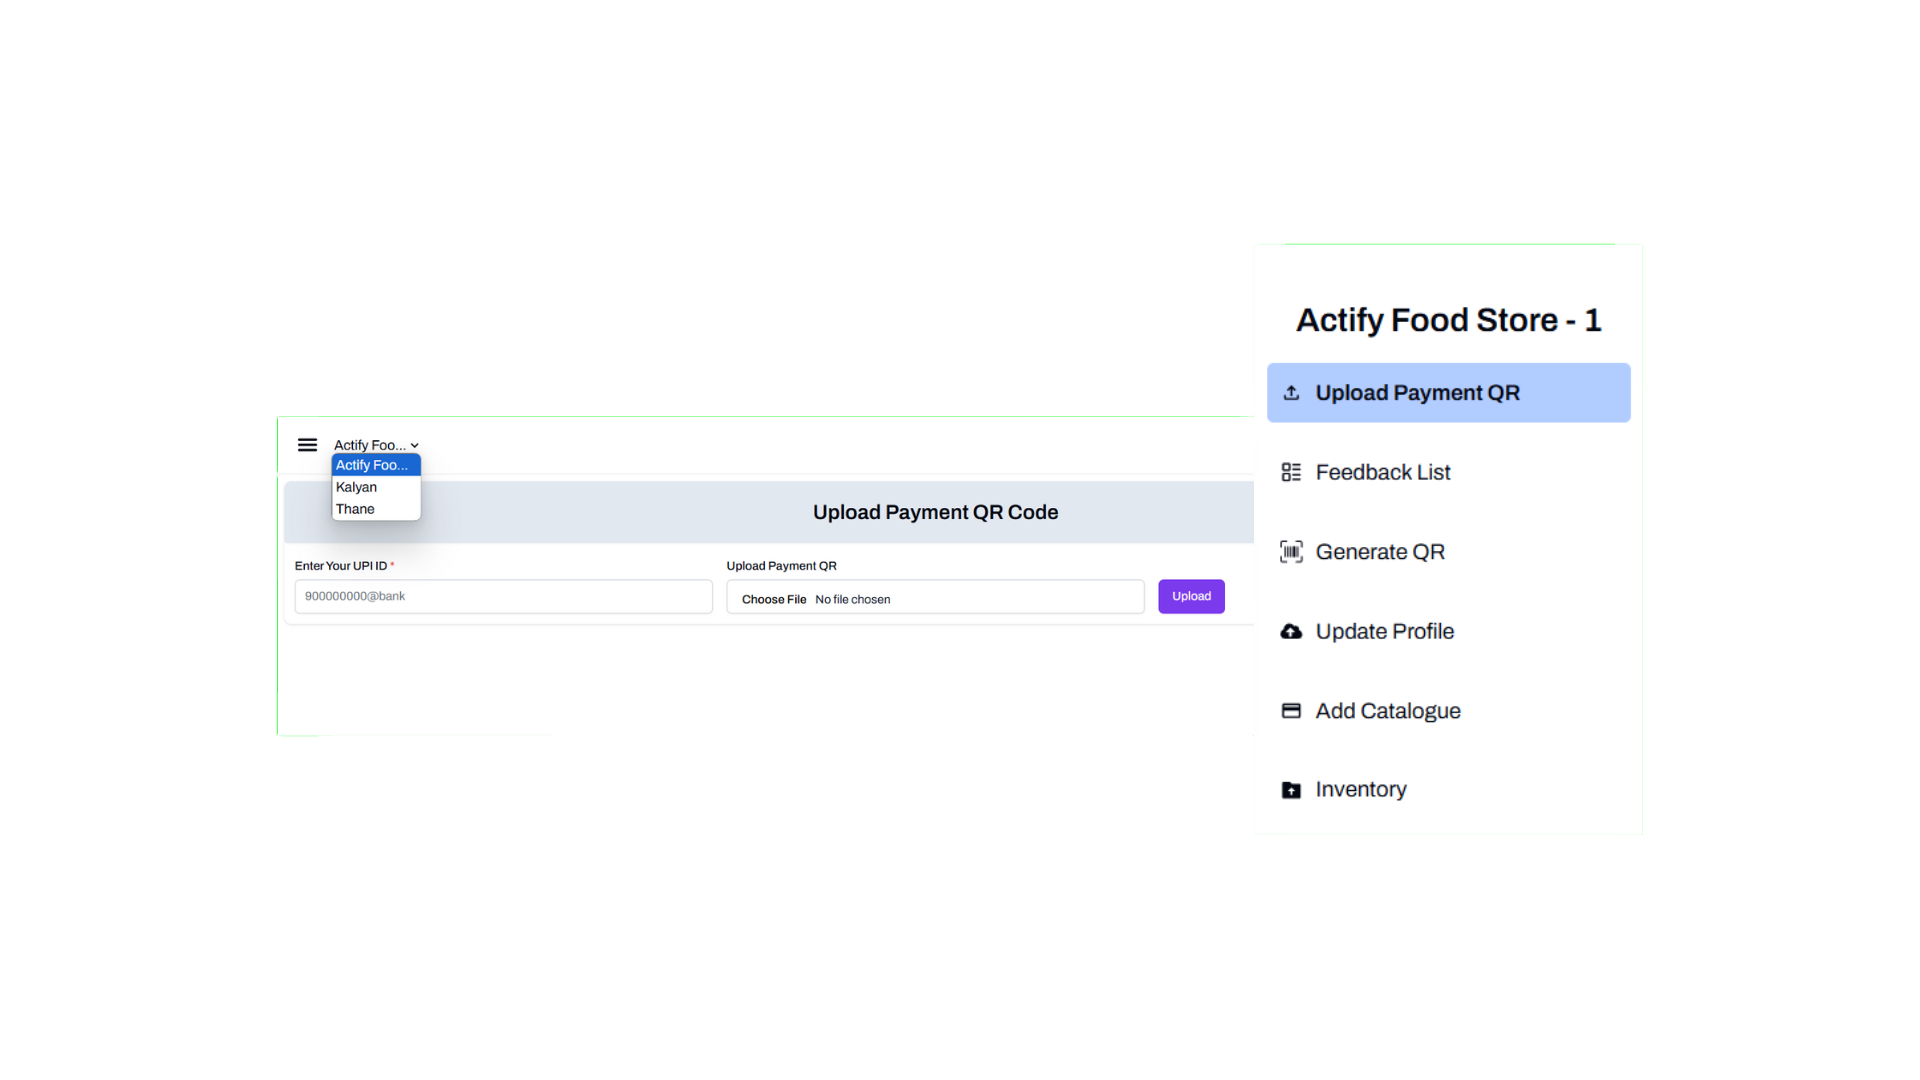 Actify Foo...
Actify Foo...
Kalyan
Thane
Upload Payment QR Code
Enter Your UPI ID *
900000000@bank
Upload Payment QR
Choose File No file chosen
Upload
Actify Food Store - 1
Upload Payment QR
Feedback List
Generate QR
Update Profile
Add Catalogue
Inventory